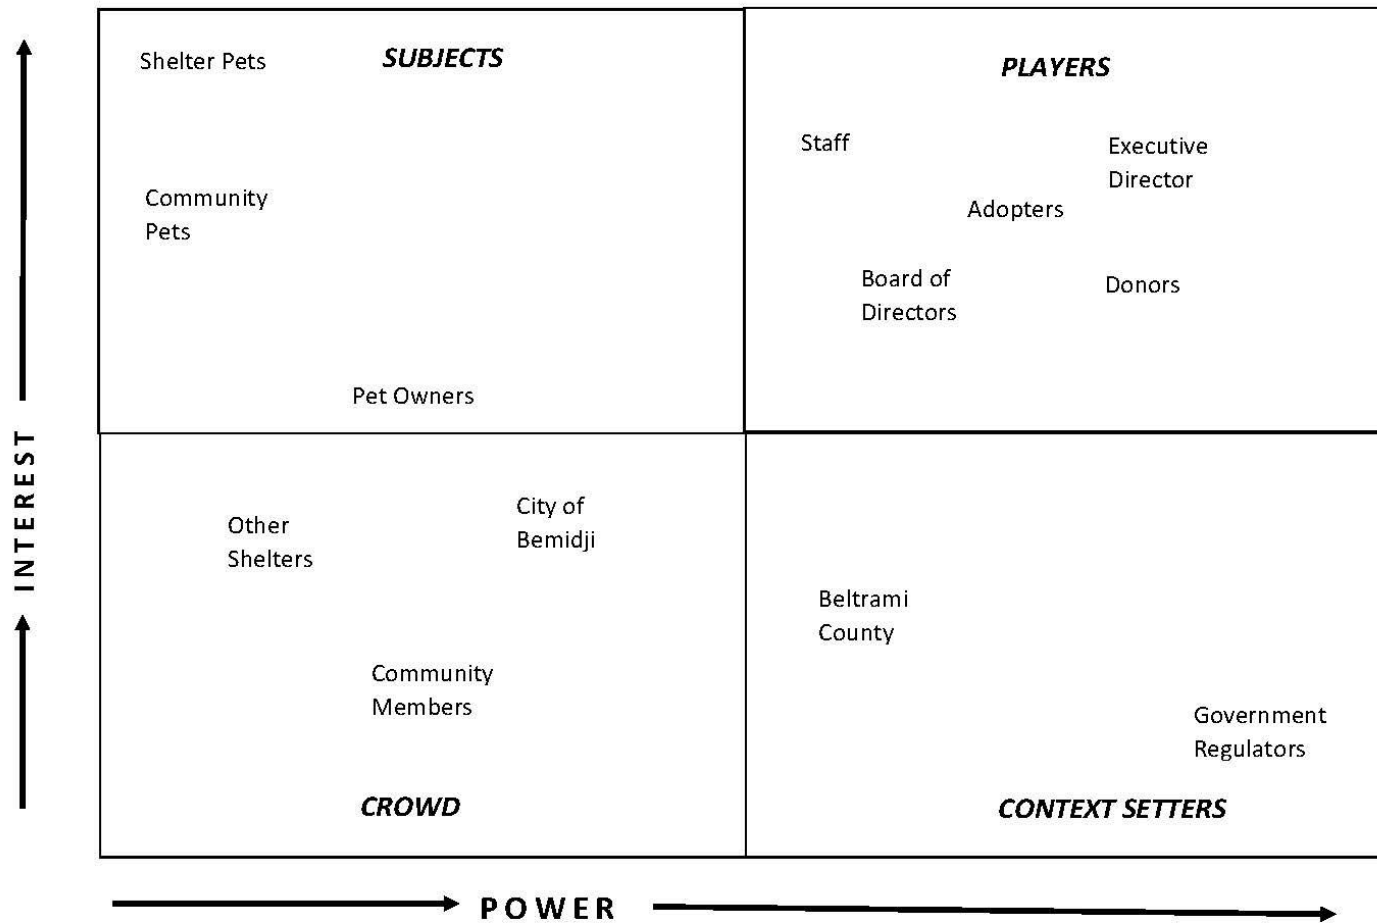 Shelter Pets
SUBJECTS
Community
Pets
Pet Owners
PLAYERS
Staff
Executive
Director
Adopters
Board of
Directors
Donors
INTEREST
Other
Shelters
City of
Bemidji
Community
Members
CROWD
Beltrami
County
Government
Regulators
CONTEXT SETTERS
POWER